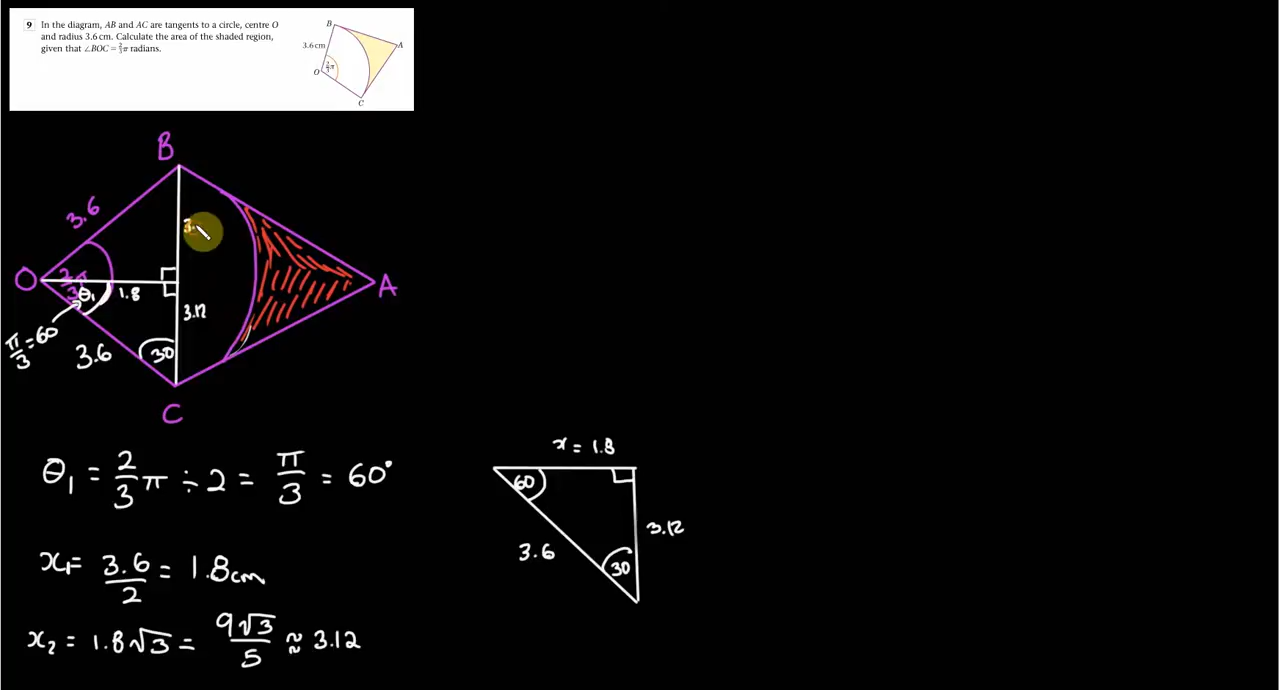 9 In the diagram, AB and AC are tangents to a circle, centre O
and radius 3.6 cm. Calculate the area of the shaded region,
given that ∠BOC = 2/3π radians.
B
3.6 cm
A
O
2/3π
C
B
3.6
3.
O
2/3π
θ₁
1.8
A
3.12
π/3=60
3.6
30
C
θ₁ = 2/3 π ÷ 2 = π/3 = 60°
x₁= 3.6/2 = 1.8cm
x₂ = 1.8√3 = 9√3/5 ≈ 3.12
x = 1.8
60
3.12
3.6
30